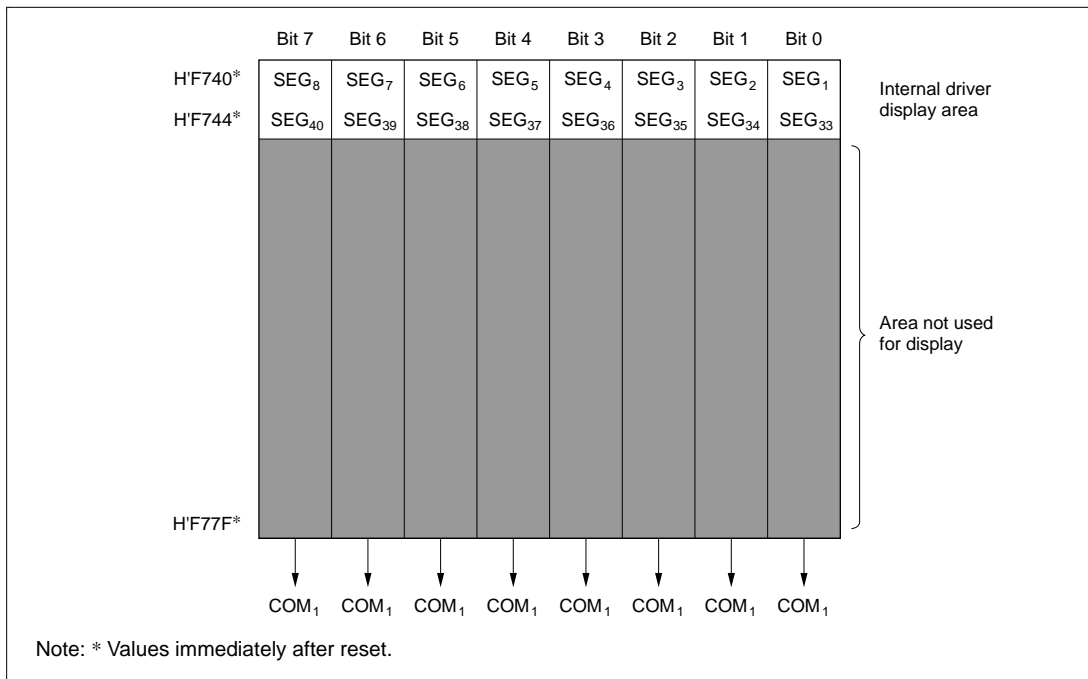 Bit 7 Bit 6 Bit 5 Bit 4 Bit 3 Bit 2 Bit 1 Bit 0
H'F740* SEG8 SEG7 SEG6 SEG5 SEG4 SEG3 SEG2 SEG1
H'F744* SEG40 SEG39 SEG38 SEG37 SEG36 SEG35 SEG34 SEG33
Internal driver
display area
Area not used
for display
H'F77F*
COM1 COM1 COM1 COM1 COM1 COM1 COM1 COM1
Note: * Values immediately after reset.